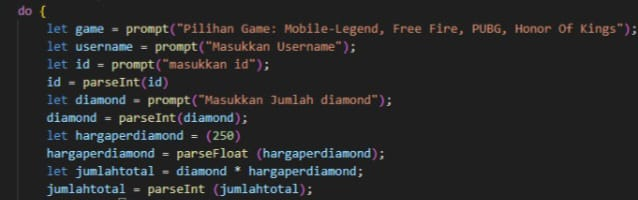 do {
let game = prompt("Pilihan Game: Mobile-Legend, Free Fire, PUBG, Honor Of Kings");
let username = prompt("Masukkan Username");
let id = prompt("masukkan id");
id = parseInt(id)
let diamond = prompt("Masukkan Jumlah diamond");
diamond = parseInt(diamond);
let hargaperdiamond = (250)
hargaperdiamond = parseFloat (hargaperdiamond);
let jumlahtotal = diamond * hargaperdiamond;
jumlahtotal = parseInt (jumlahtotal);